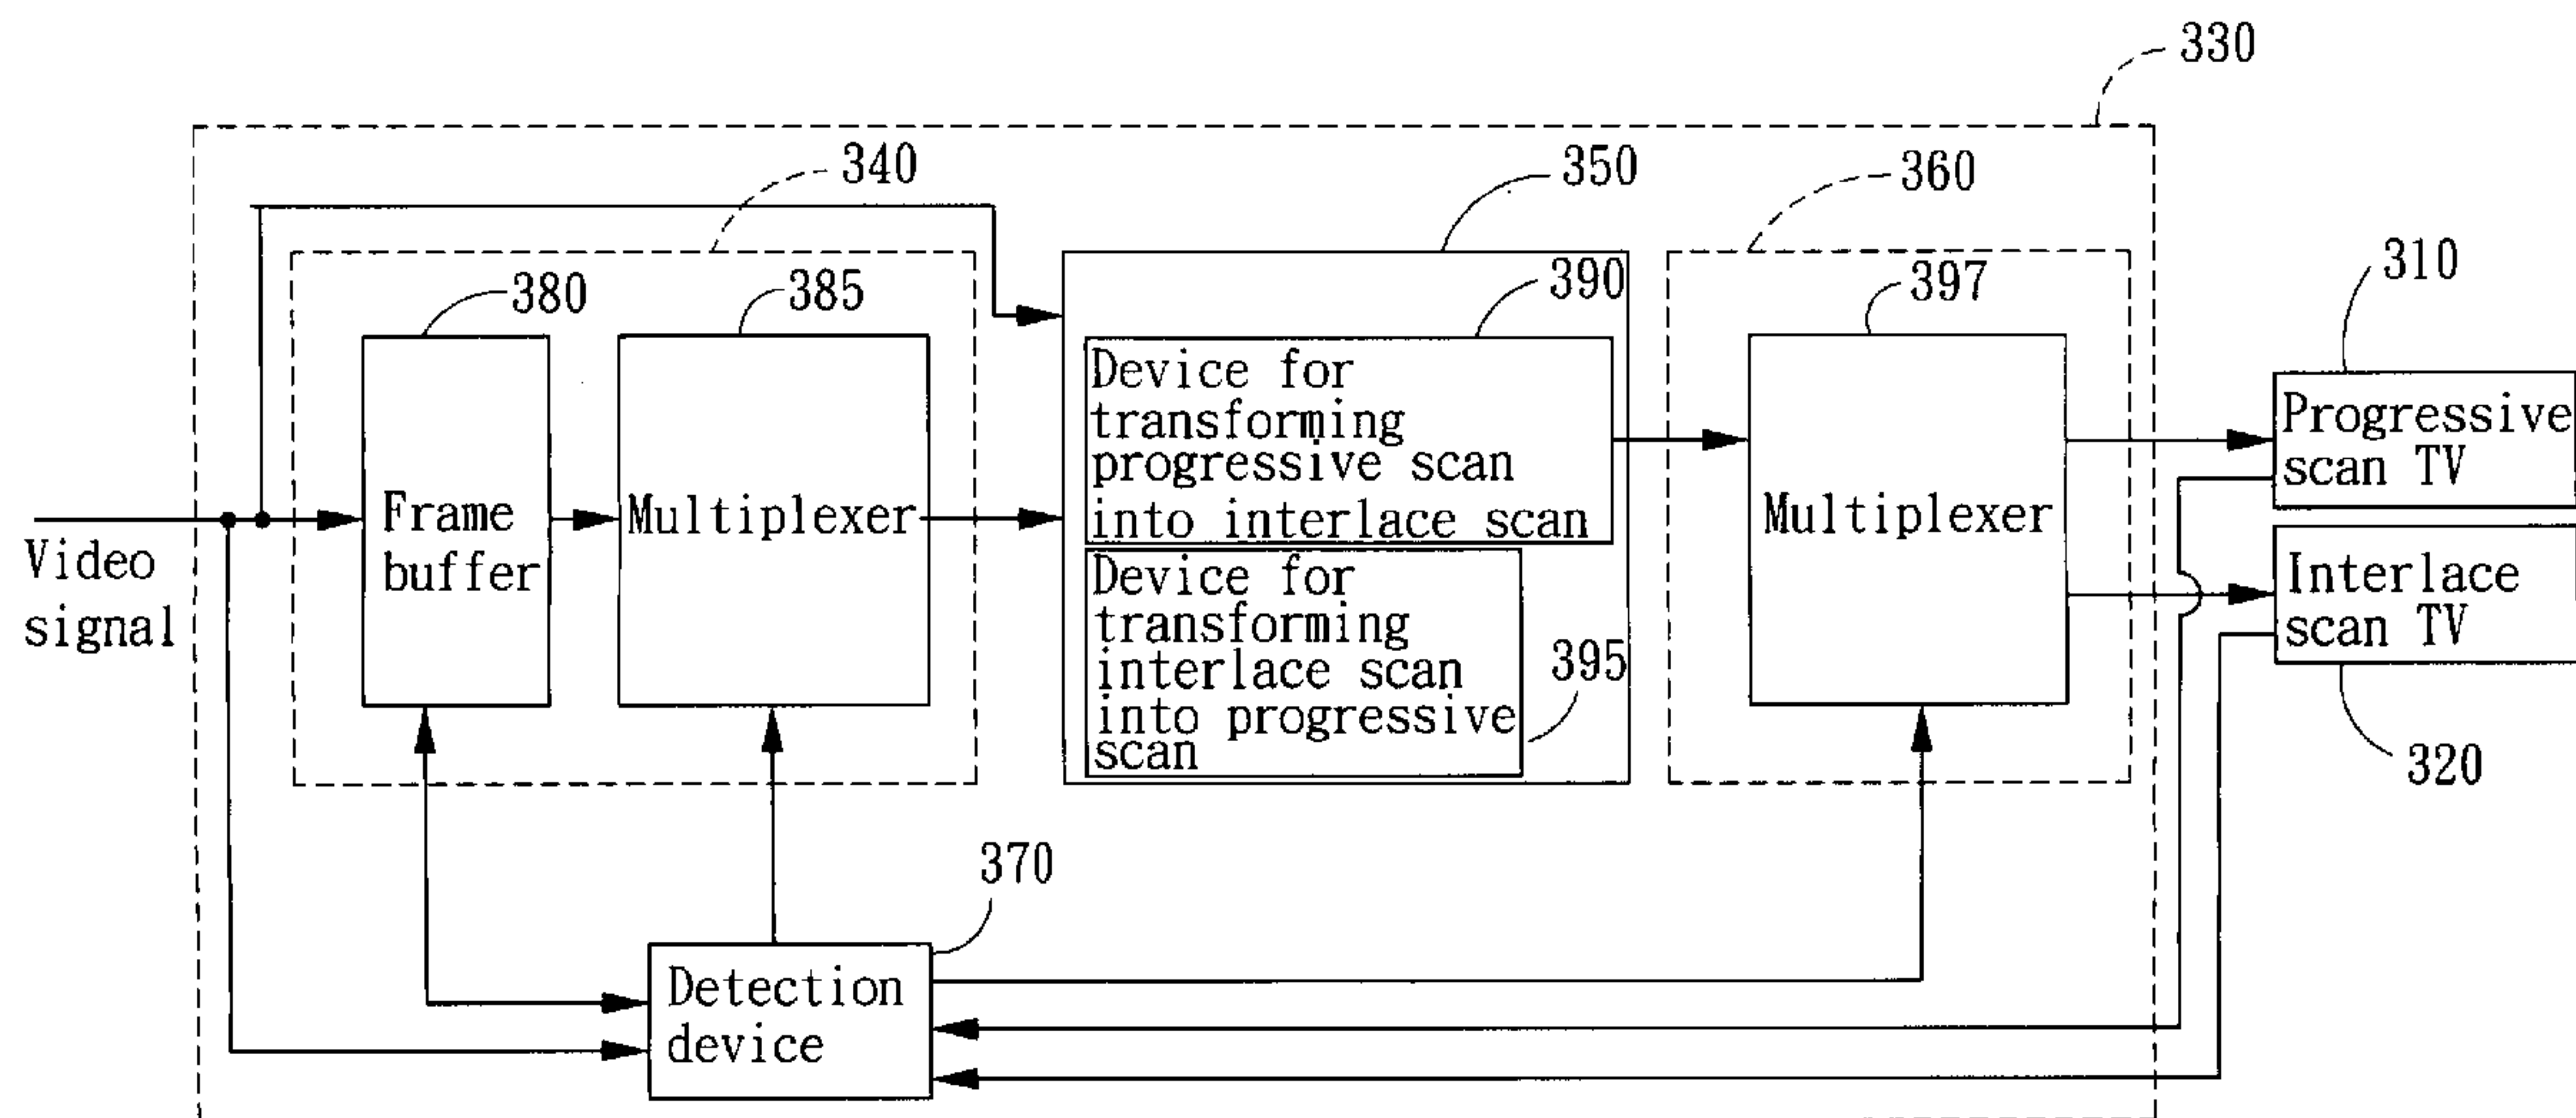 330
340
350
360
380
385
390
397
310
Device for
transforming
progressive scan
into interlace scan
Progressive
scan TV
Video
signal
Frame
buffer
Multiplexer
Multiplexer
Device for
transforming
interlace scan
into progressive
scan
395
Interlace
scan TV
320
370
Detection
device